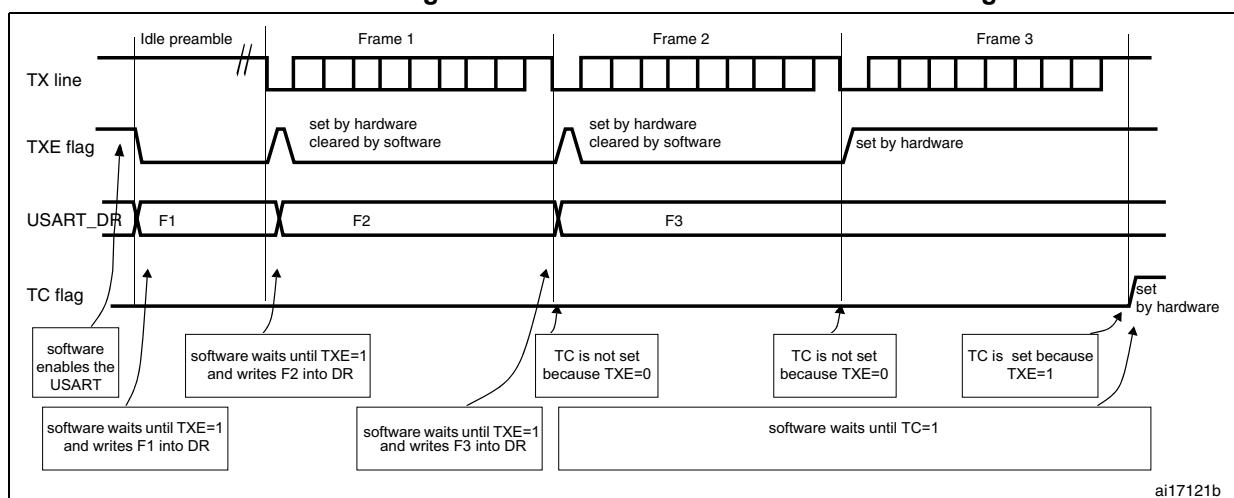 Idle preamble
Frame 1
Frame 2
Frame 3
TX line
TXE flag
set by hardware
cleared by software
set by hardware
cleared by software
set by hardware
USART_DR
F1
F2
F3
TC flag
set
by hardware
software
enables the
USART
software waits until TXE=1
and writes F2 into DR
TC is not set
because TXE=0
TC is not set
because TXE=0
TC is set because
TXE=1
software waits until TXE=1
and writes F1 into DR
software waits until TXE=1
and writes F3 into DR
software waits until TC=1
ai17121b